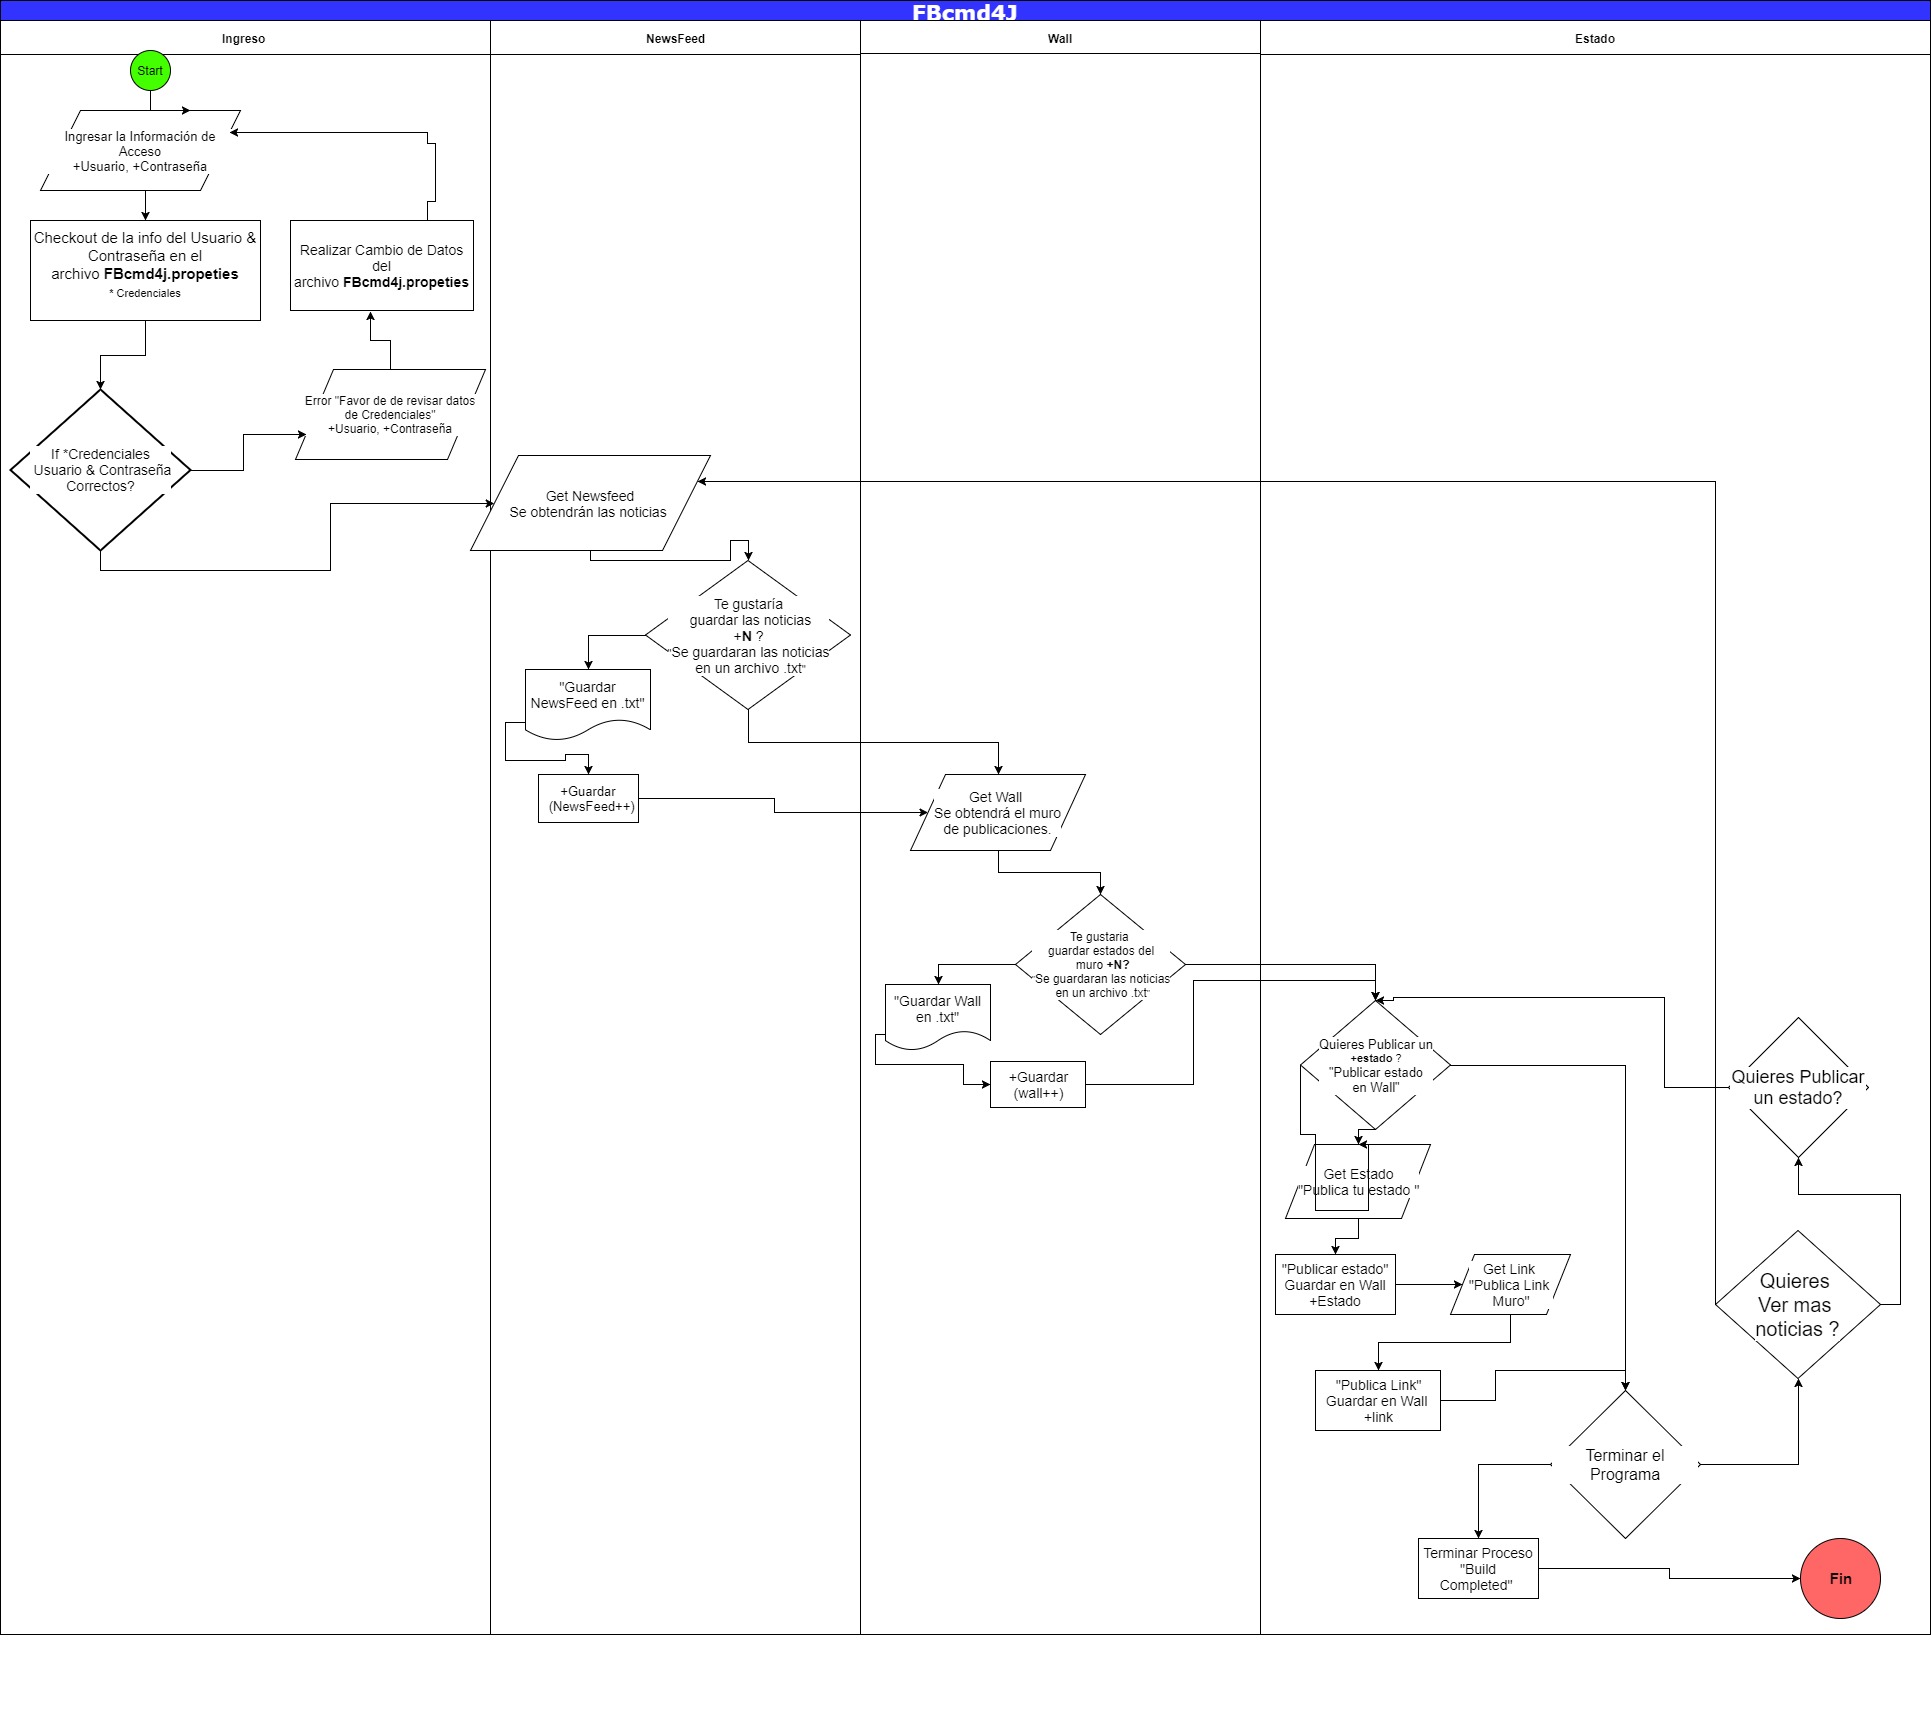 FBcmd4J
Ingreso
NewsFeed
Wall
Estado
Start
Ingresar la Información de
Acceso
+Usuario, +Contraseña
Checkout de la info del Usuario &
Contraseña en el
archivo FBcmd4j.propeties
* Credenciales
Realizar Cambio de Datos
del
archivo FBcmd4j.propeties
Error "Favor de de revisar datos
de Credenciales"
+Usuario, +Contraseña
If *Credenciales
Usuario & Contraseña
Correctos?
Get Newsfeed
Se obtendrán las noticias
Te gustaría
guardar las noticias
+N ?
"Se guardaran las noticias
en un archivo .txt"
"Guardar
NewsFeed en .txt"
+Guardar
(NewsFeed++)
Get Wall
Se obtendrá el muro
de publicaciones.
Te gustaria
guardar estados del
muro +N?
"Se guardaran las noticias
en un archivo .txt"
"Guardar Wall
en .txt"
+Guardar
(wall++)
Quieres Publicar un
+estado ?
"Publicar estado
en Wall"
Get Estado
"Publica tu estado "
"Publicar estado"
Guardar en Wall
+Estado
Get Link
"Publica Link
Muro"
"Publica Link"
Guardar en Wall
+link
Quieres Publicar
un estado?
Quieres
Ver mas
noticias ?
Terminar el
Programa
Terminar Proceso
"Build
Completed"
Fin